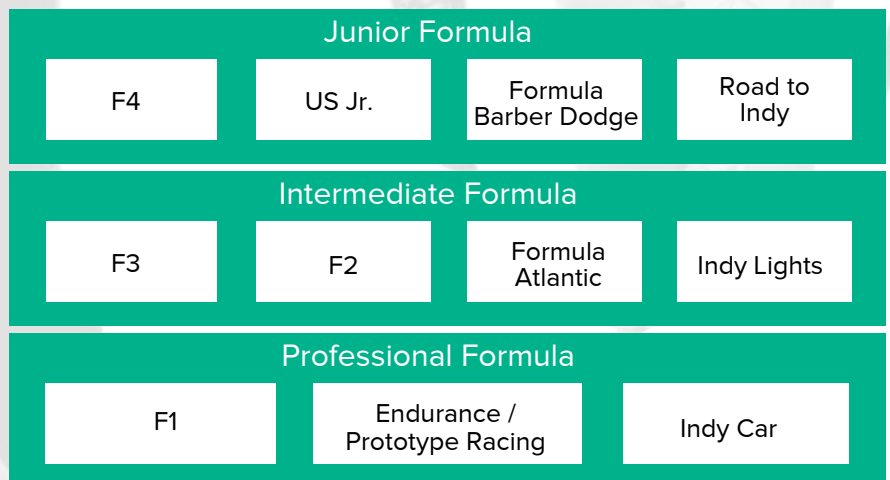 Junior Formula
F4
US Jr.
Formula
Barber Dodge
Road to
Indy
Intermediate Formula
F3
F2
Formula
Atlantic
Indy Lights
Professional Formula
F1
Endurance /
Prototype Racing
Indy Car